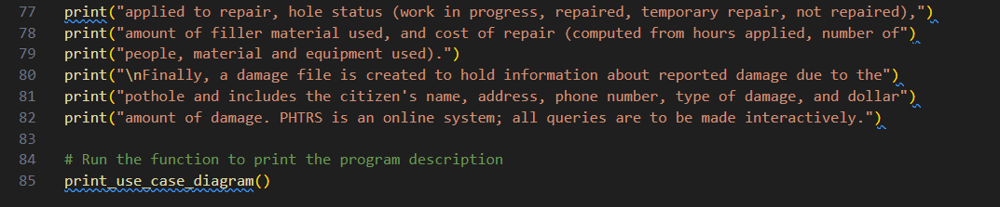 77 print("applied to repair, hole status (work in progress, repaired, temporary repair, not repaired),")
78 print("amount of filler material used, and cost of repair (computed from hours applied, number of")
79 print("people, material and equipment used).")
80 print("\nFinally, a damage file is created to hold information about reported damage due to the")
81 print("pothole and includes the citizen's name, address, phone number, type of damage, and dollar")
82 print("amount of damage. PHTRS is an online system; all queries are to be made interactively.")
83
84 # Run the function to print the program description
85 print_use_case_diagram()